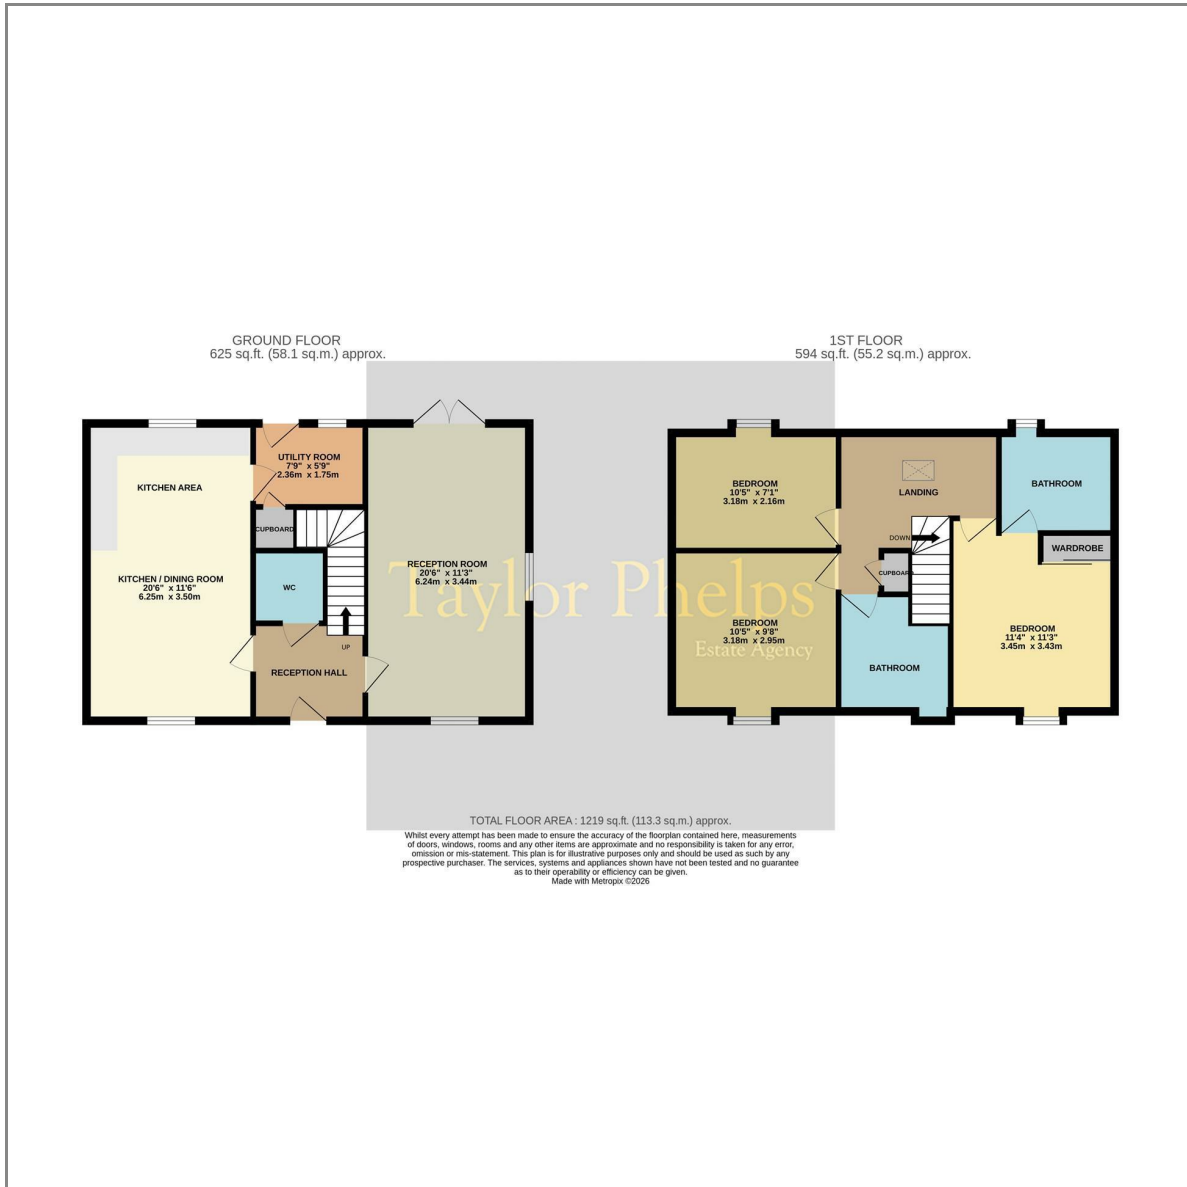 GROUND FLOOR
625 sq.ft. (58.1 sq.m.) approx.
UTILITY ROOM
7'9" x 5'9"
2.36m x 1.75m
KITCHEN AREA
CUPBOARD
KITCHEN / DINING ROOM
20'6" x 11'6"
6.25m x 3.50m
WC
RECEPTION ROOM
20'6" x 11'3"
6.24m x 3.44m
UP
RECEPTION HALL
1ST FLOOR
594 sq.ft. (55.2 sq.m.) approx.
BEDROOM
10'5" x 7'1"
3.18m x 2.16m
LANDING
BATHROOM
DOWN
WARDROBE
CUPBOARD
BEDROOM
10'5" x 9'8"
3.18m x 2.95m
BEDROOM
11'4" x 11'3"
3.45m x 3.43m
BATHROOM
Taylor Phelps
Estate Agency
TOTAL FLOOR AREA : 1219 sq.ft. (113.3 sq.m.) approx.
Whilst every attempt has been made to ensure the accuracy of the floorplan contained here, measurements
of doors, windows, rooms and any other items are approximate and no responsibility is taken for any error,
omission or mis-statement. This plan is for illustrative purposes only and should be used as such by any
prospective purchaser. The services, systems and appliances shown have not been tested and no guarantee
as to their operability or efficiency can be given.
Made with Metropix ©2026